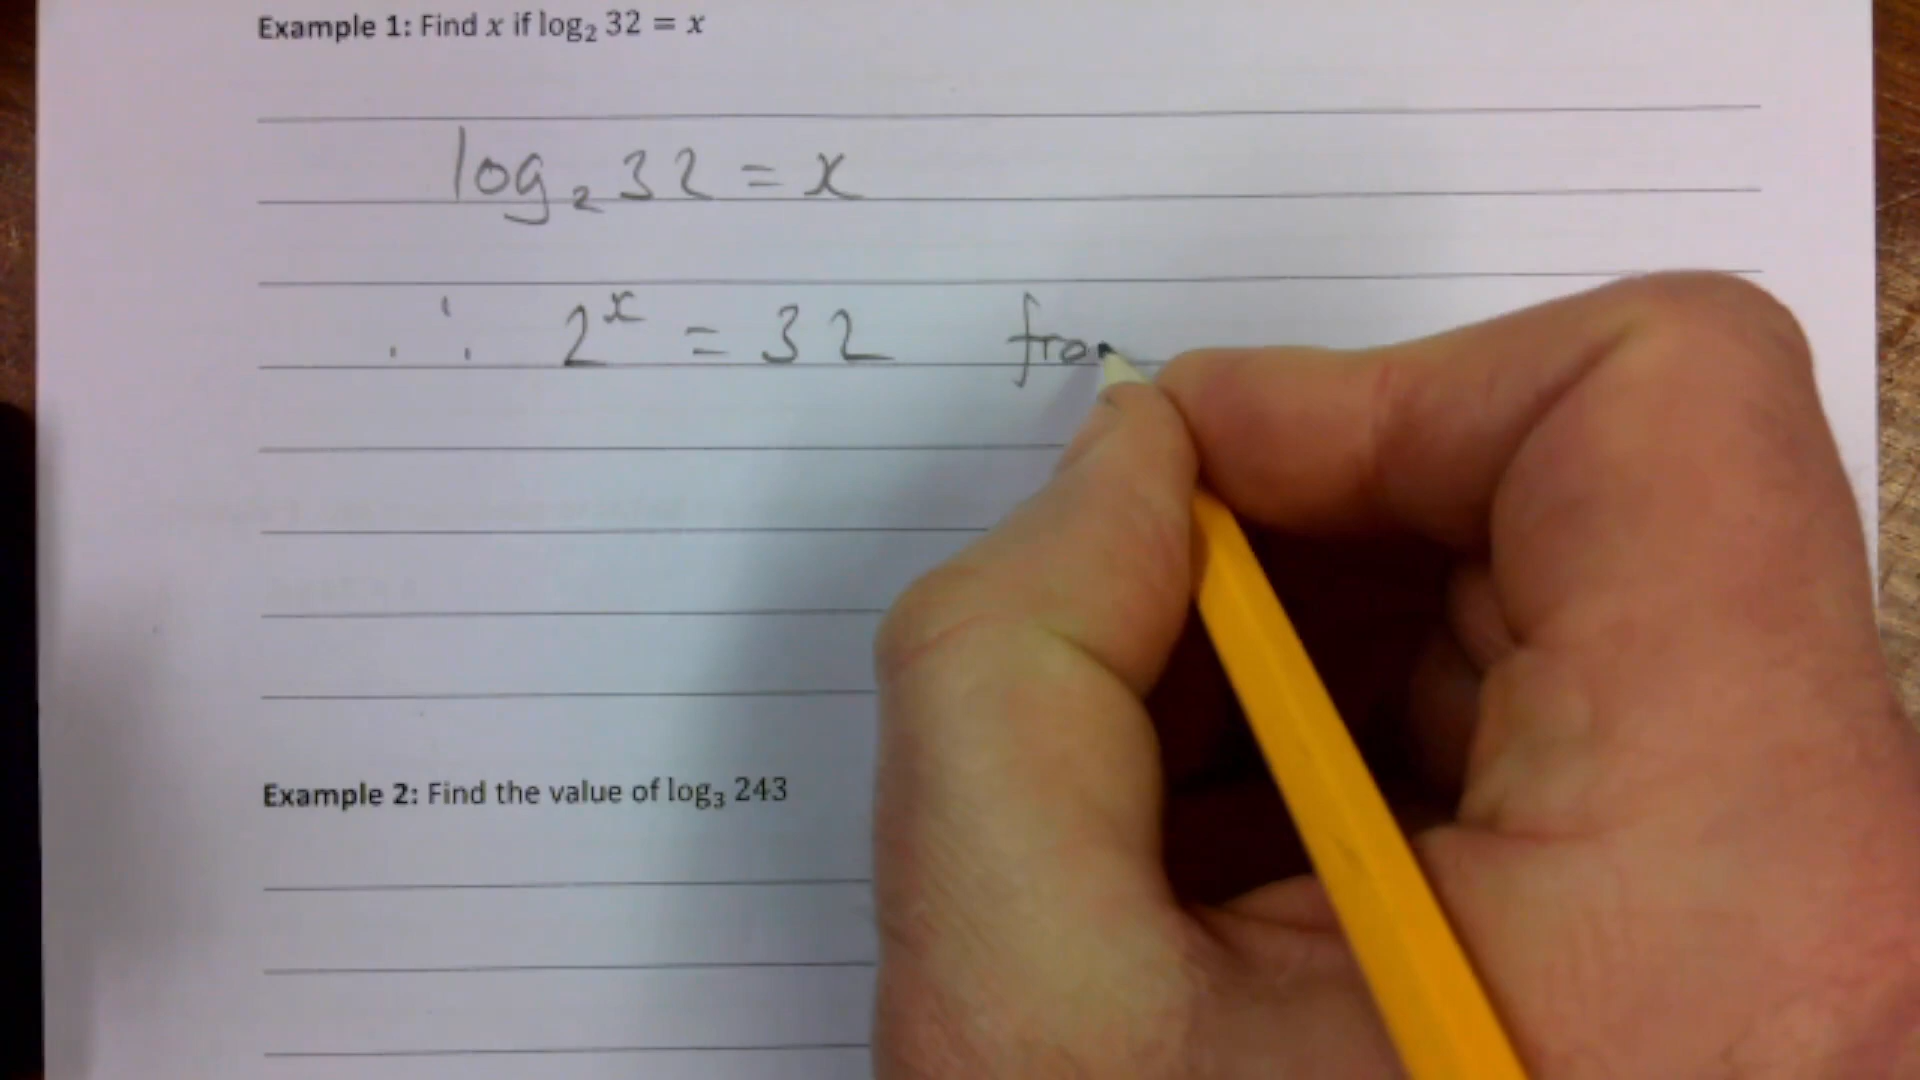 Example 1: Find x if log₂ 32 = x
log₂ 32 = x
∴ 2ˣ = 32 fro
Example 2: Find the value of log₃ 243